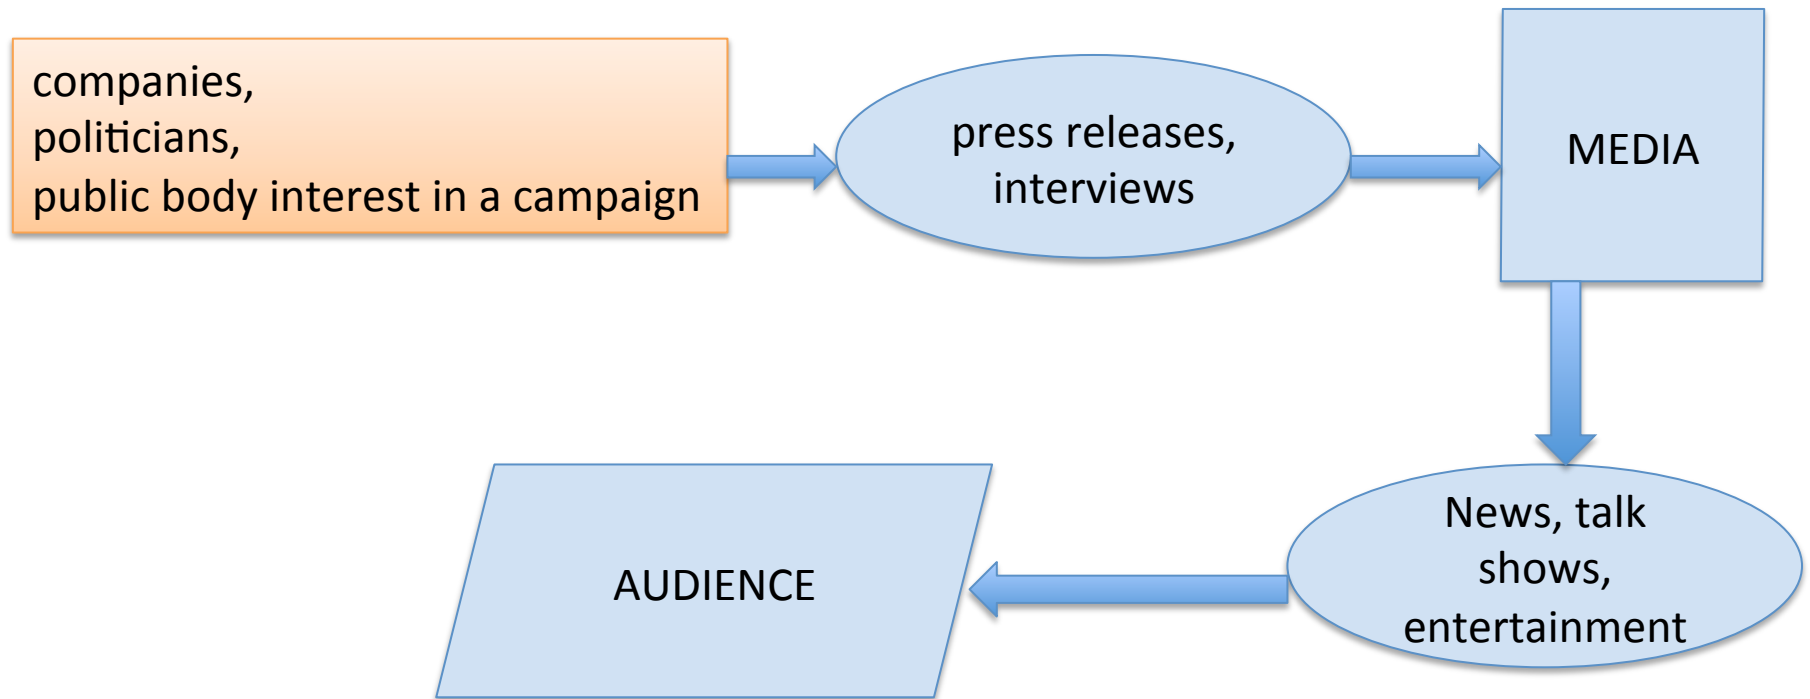 companies,
politicians,
public body interest in a campaign
press releases,
interviews
MEDIA
News, talk
shows,
entertainment
AUDIENCE